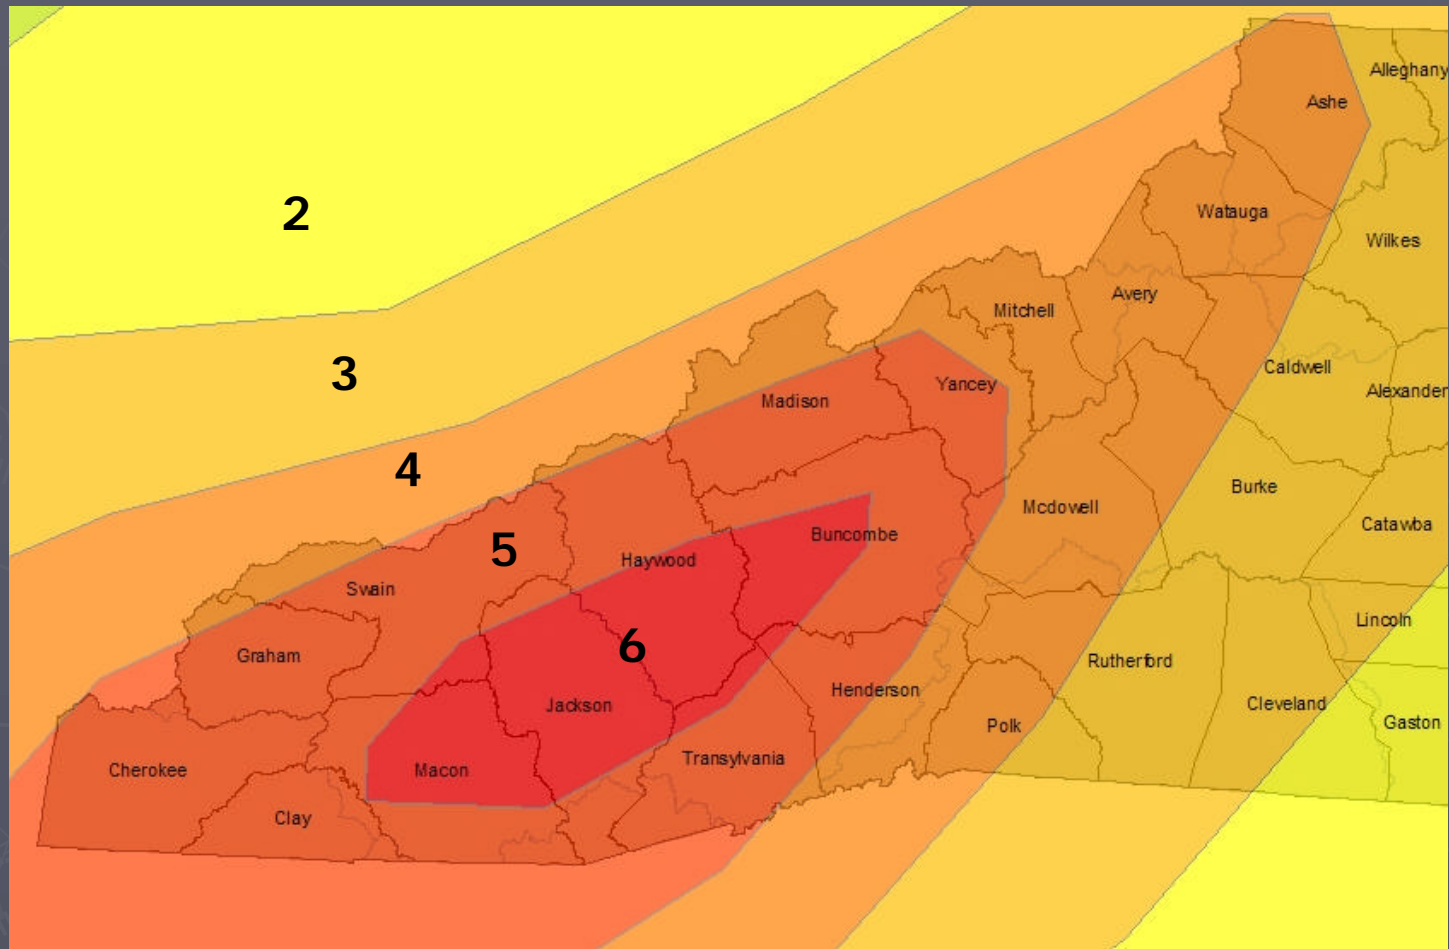 Alleghany
Ashe
Watauga
2
Wilkes
Avery
Mitchell
Caldwell
3
Yancey
Alexander
Madison
4
Burke
Mcdowell
Catawba
Buncombe
5
Haywood
Swain
Lincoln
6
Graham
Rutherford
Henderson
Jackson
Cleveland
Gaston
Polk
Transylvania
Cherokee
Macon
Clay